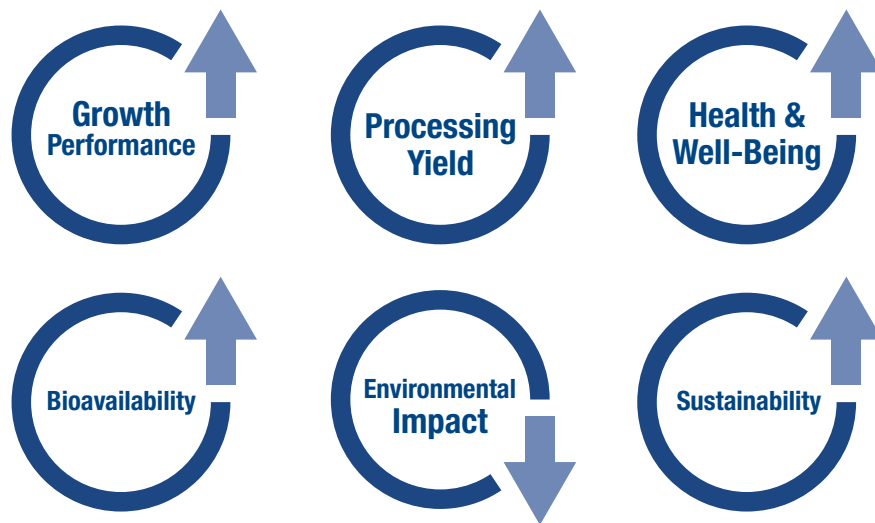 Growth
Performance
Processing
Yield
Health &
Well-Being
Bioavailability
Environmental
Impact
Sustainability